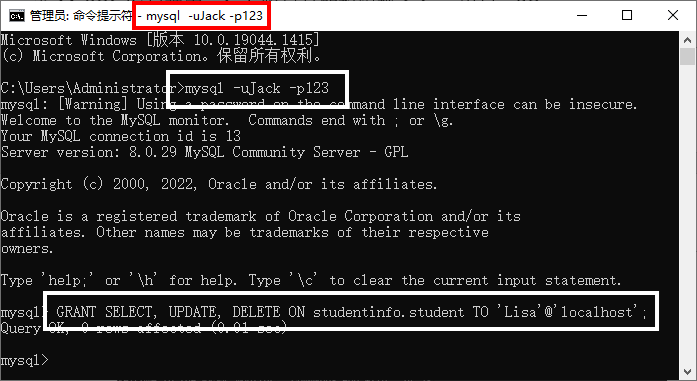 管理员: 命令提示符 - mysql -uJack -p123
Microsoft Windows [版本 10.0.19044.1415]
(c) Microsoft Corporation。保留所有权利。
C:\Users\Administrator>mysql -uJack -p123
mysql: [Warning] Using a password on the command line interface can be insecure.
Welcome to the MySQL monitor.  Commands end with ; or \g.
Your MySQL connection id is 13
Server version: 8.0.29 MySQL Community Server - GPL
Copyright (c) 2000, 2022, Oracle and/or its affiliates.
Oracle is a registered trademark of Oracle Corporation and/or its
affiliates. Other names may be trademarks of their respective
owners.
Type 'help;' or '\h' for help. Type '\c' to clear the current input statement.
mysql> GRANT SELECT, UPDATE, DELETE ON studentinfo.student TO 'Lisa'@'localhost';
Query OK, 0 rows affected (0.01 sec)
mysql>